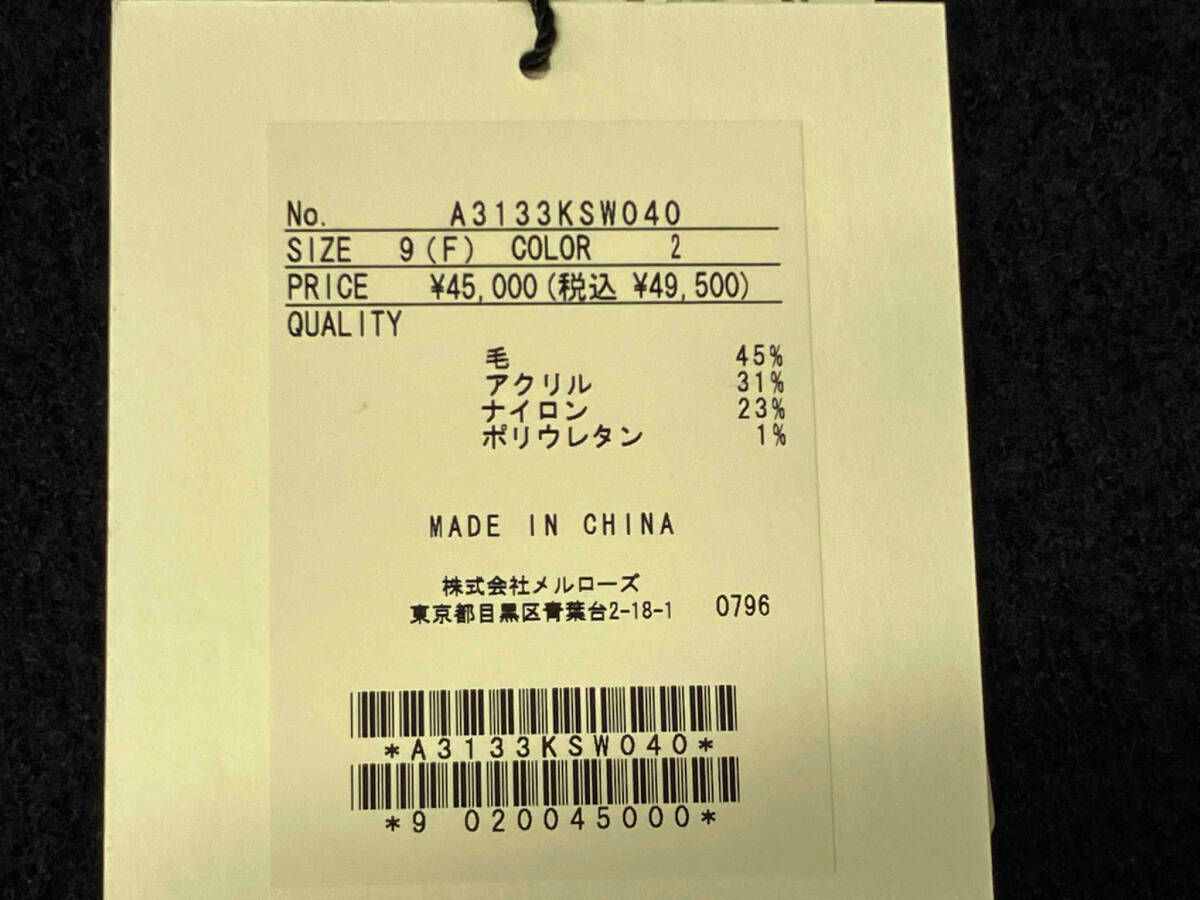 No. A3133KSW040
SIZE 9(F) COLOR 2
PRICE ¥45,000(税込 ¥49,500)
QUALITY
毛 45%
アクリル 31%
ナイロン 23%
ポリウレタン 1%
MADE IN CHINA
株式会社メルローズ
東京都目黒区青葉台2-18-1 0796
*A3133KSW040*
*9 020045000*